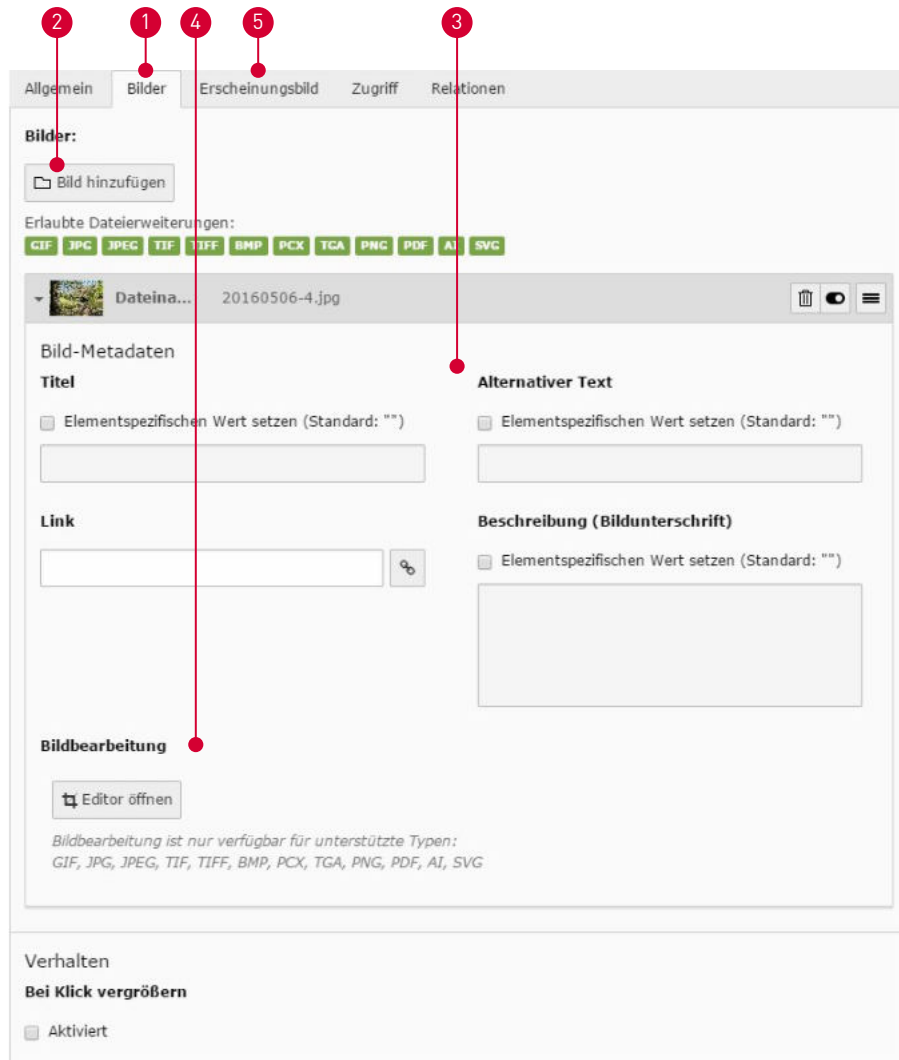 2 1 4 5 3
Allgemein Bilder Erscheinungsbild Zugriff Relationen
Bilder:
Bild hinzufügen
Erlaubte Dateierweiterungen:
GIF JPG JPEG TIF TIFF BMP PCX TGA PNG PDF AI SVG
Dateina... 20160506-4.jpg
Bild-Metadaten
Titel
Elementspezifischen Wert setzen (Standard: "")
Alternativer Text
Elementspezifischen Wert setzen (Standard: "")
Link
Beschreibung (Bildunterschrift)
Elementspezifischen Wert setzen (Standard: "")
Bildbearbeitung
Editor öffnen
Bildbearbeitung ist nur verfügbar für unterstützte Typen:
GIF, JPG, JPEG, TIF, TIFF, BMP, PCX, TGA, PNG, PDF, AI, SVG
Verhalten
Bei Klick vergrößern
Aktiviert